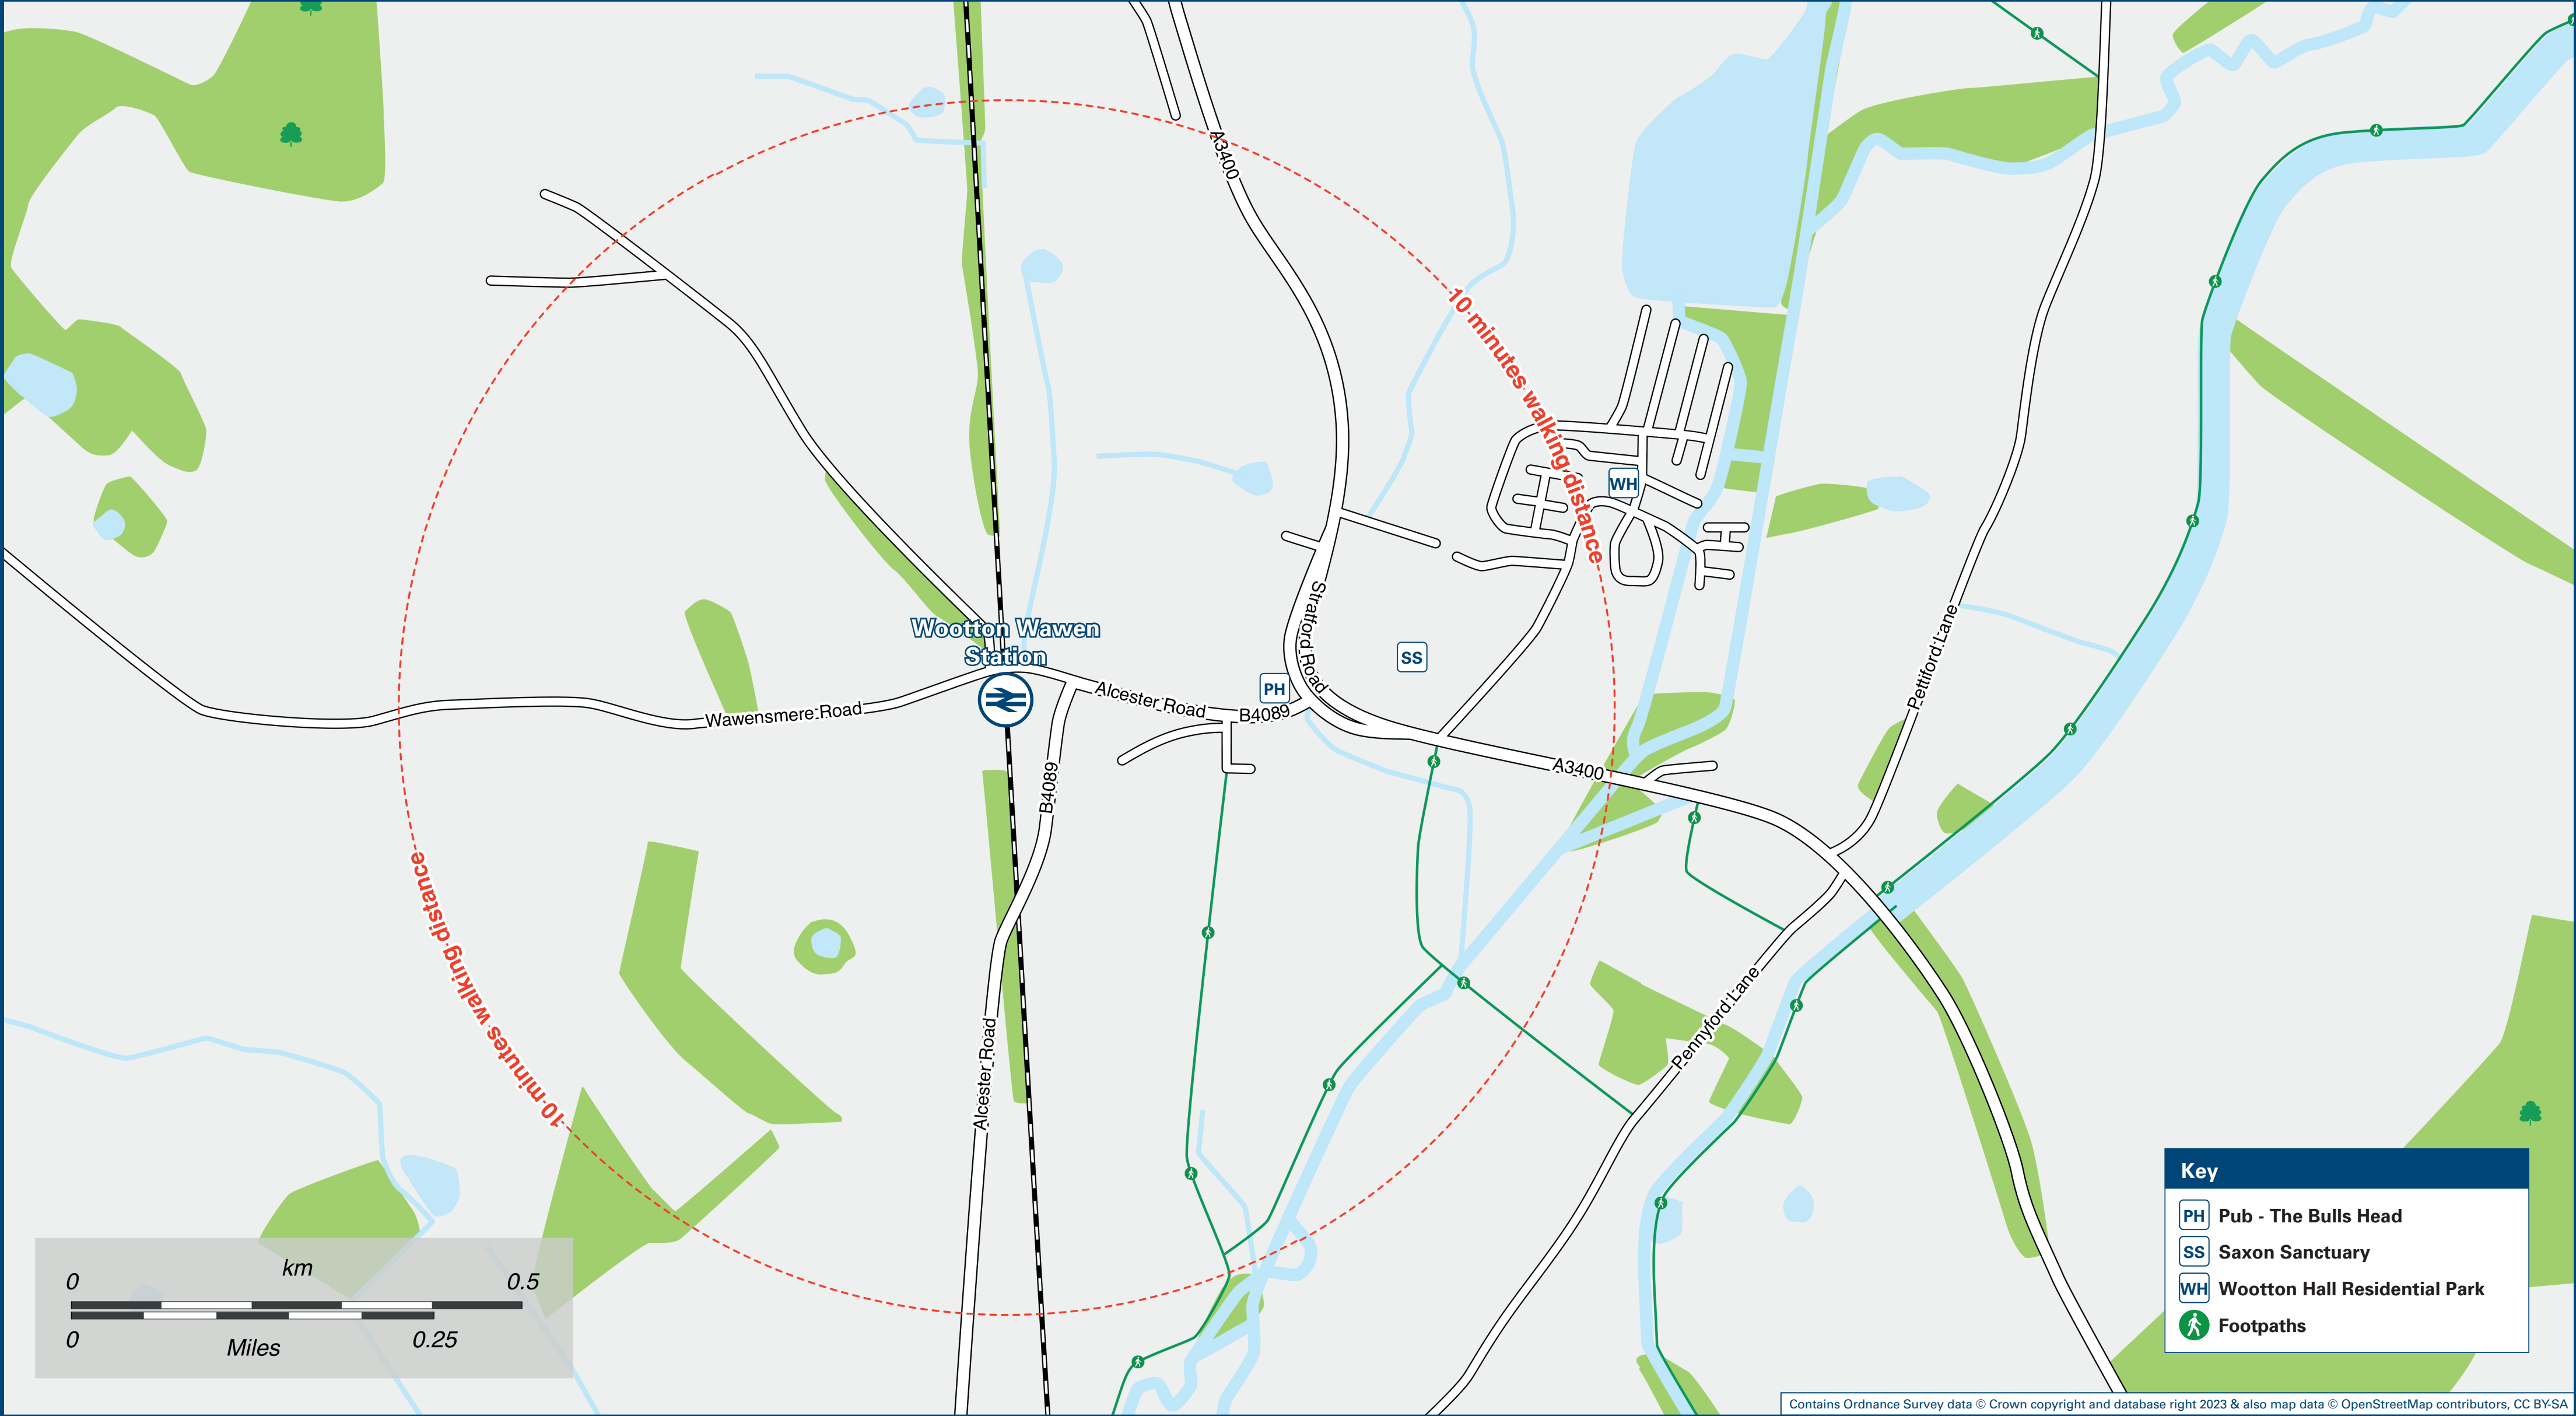 A3400
10 minutes walking distance
WH
Wootton Wawen
Station
Stratford Road
SS
PH
Pettiford Lane
Alcester Road
B4089
Wawensmere Road
A3400
B4089
10 minutes walking distance
Pennyford Lane
Alcester Road
km
0
0.5
0
0.25
Miles
Key
PH Pub - The Bulls Head
SS Saxon Sanctuary
WH Wootton Hall Residential Park
Footpaths
Contains Ordnance Survey data © Crown copyright and database right 2023 & also map data © OpenStreetMap contributors, CC BY-SA